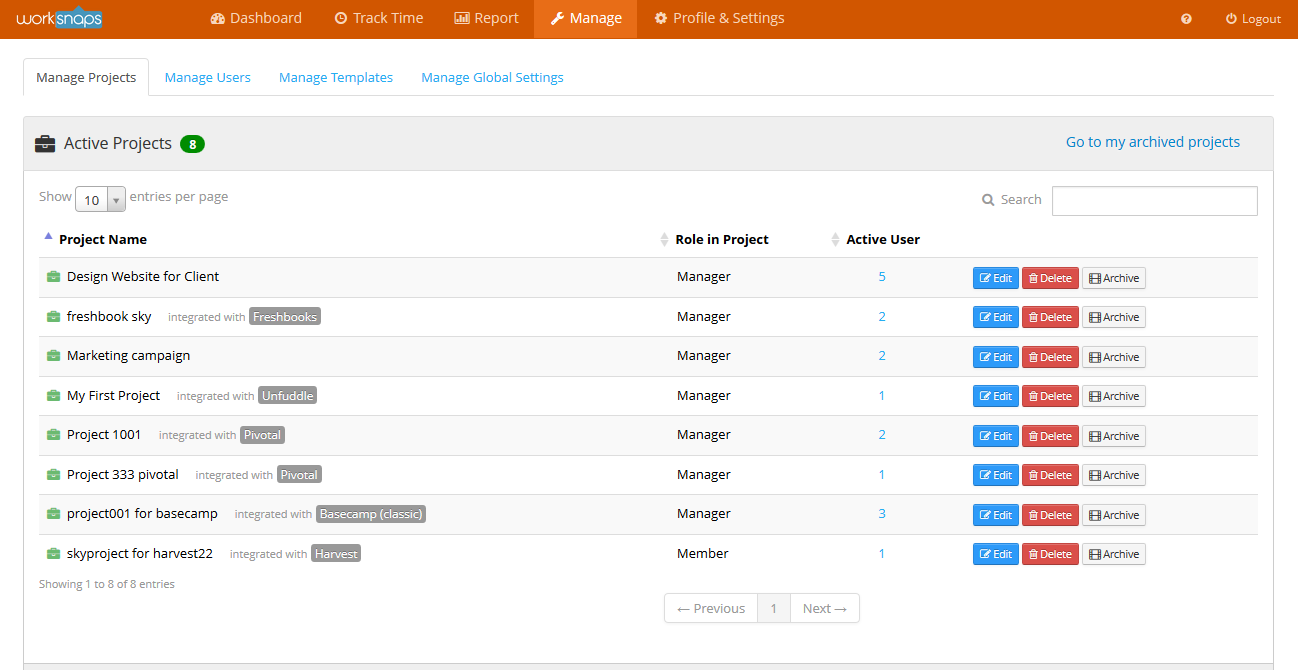 worksnaps Dashboard Track Time Report Manage Profile & Settings Logout
Manage Projects Manage Users Manage Templates Manage Global Settings
Active Projects 8 Go to my archived projects
Show 10 entries per page Search
Project Name Role in Project Active User
Design Website for Client Manager 5 Edit Delete Archive
freshbook sky integrated with Freshbooks Manager 2 Edit Delete Archive
Marketing campaign Manager 2 Edit Delete Archive
My First Project integrated with Unfuddle Manager 1 Edit Delete Archive
Project 1001 integrated with Pivotal Manager 2 Edit Delete Archive
Project 333 pivotal integrated with Pivotal Manager 1 Edit Delete Archive
project001 for basecamp integrated with Basecamp (classic) Manager 3 Edit Delete Archive
skyproject for harvest22 integrated with Harvest Member 1 Edit Delete Archive
Showing 1 to 8 of 8 entries
← Previous 1 Next →